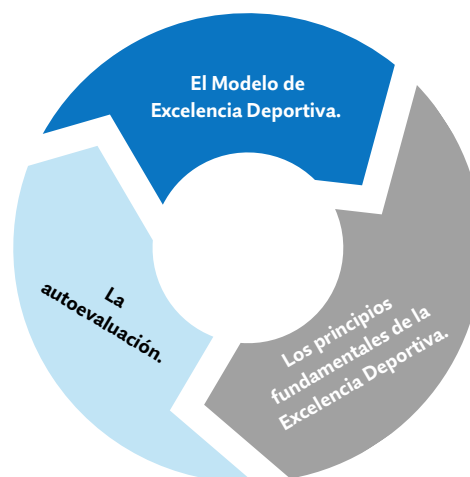 El Modelo de
Excelencia Deportiva.
Los principios
fundamentales de la
Excelencia Deportiva.
La
autoevaluación.